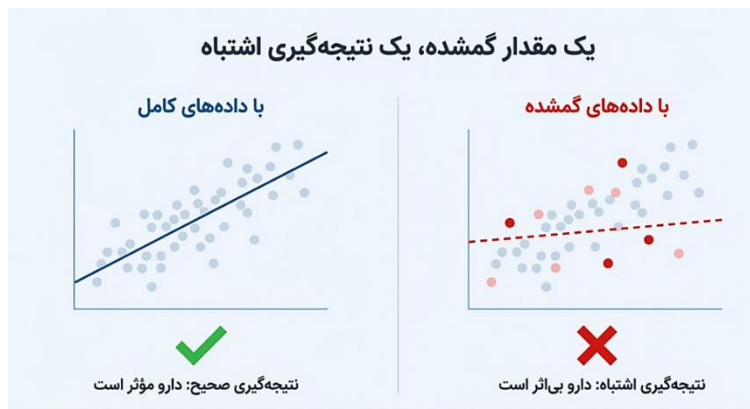 یک مقدار گمشده، یک نتیجه‌گیری اشتباه
با داده‌های گمشده
با داده‌های کامل
نتیجه‌گیری اشتباه: دارو بی‌اثر است
نتیجه‌گیری صحیح: دارو مؤثر است